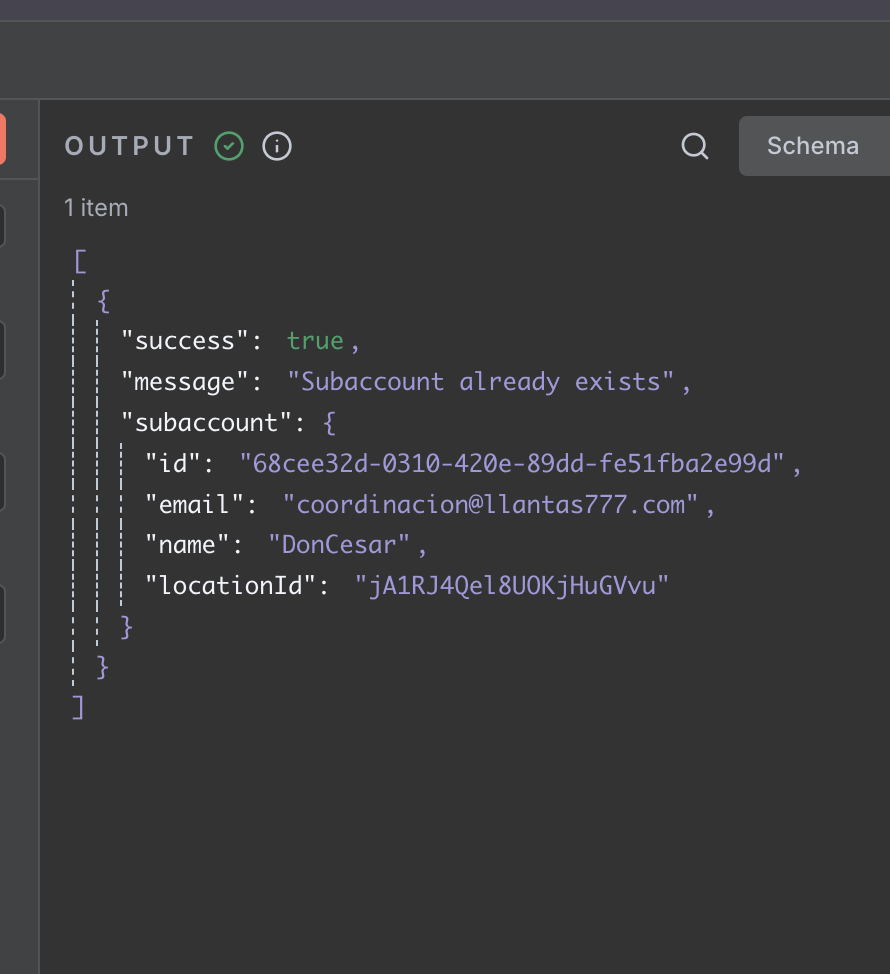 OUTPUT
Schema
1 item
[
{
"success": true,
"message": "Subaccount already exists",
"subaccount": {
"id": "68cee32d-0310-420e-89dd-fe51fba2e99d",
"email": "coordinacion@llantas777.com",
"name": "DonCesar",
"locationId": "jA1RJ4Qel8UOKjHuGVvu"
}
}
]